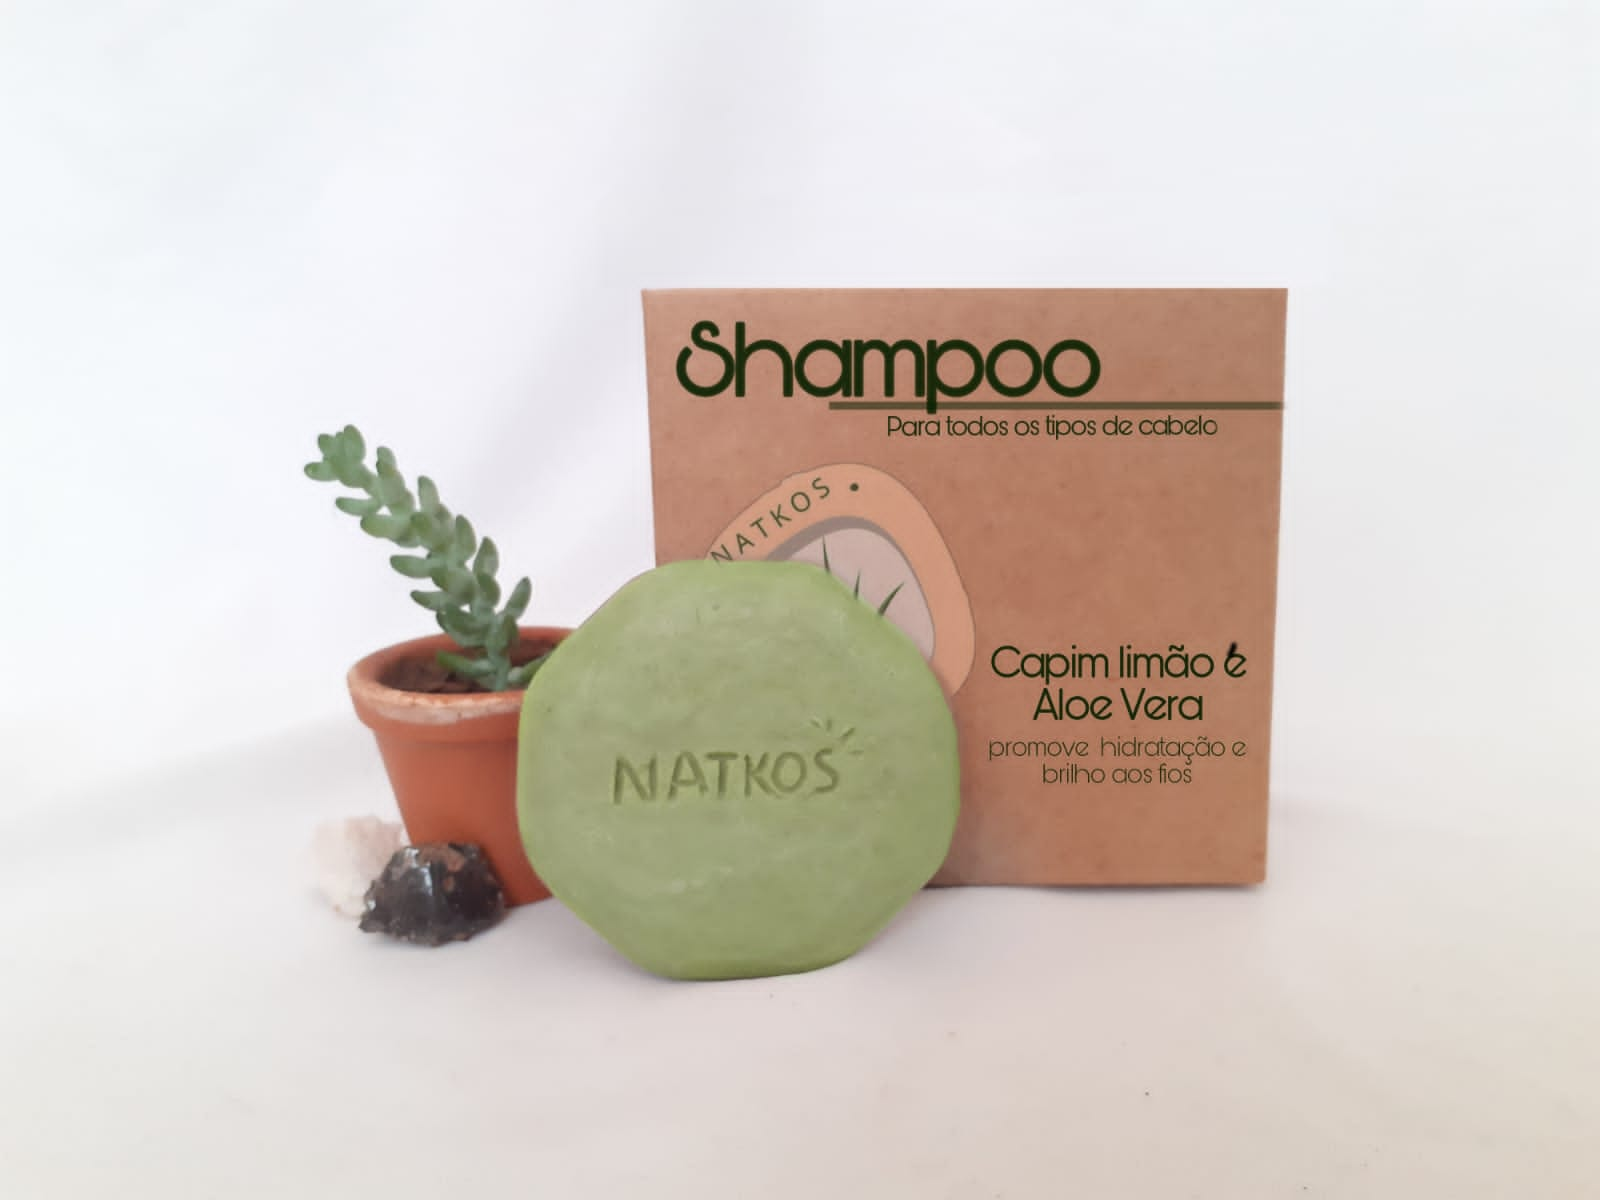 Shampoo
Para todos os tipos de cabelo
NATKOS
Capim limão é
Aloe Vera
promove hidratação e
brilho aos fios
NATKOS